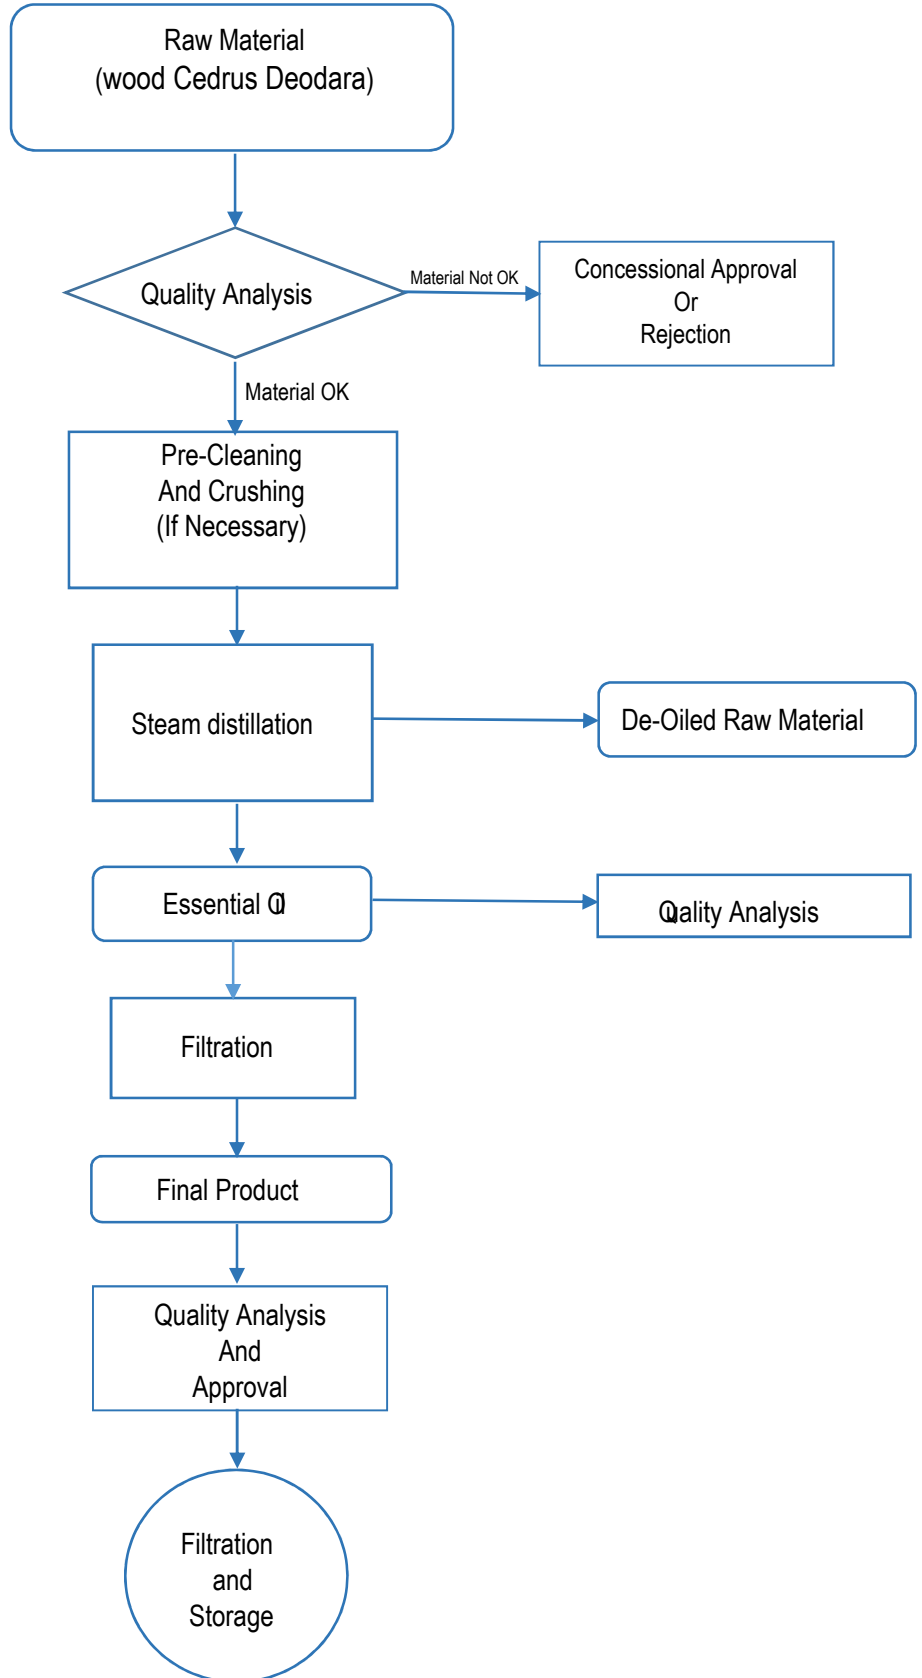 Raw Material
(wood Cedrus Deodara)
Quality Analysis
Material Not OK
Concessional Approval
Or
Rejection
Material OK
Pre-Cleaning
And Crushing
(If Necessary)
Steam distillation
De-Oiled Raw Material
Essential Oil
Quality Analysis
Filtration
Final Product
Quality Analysis
And
Approval
Filtration
and
Storage